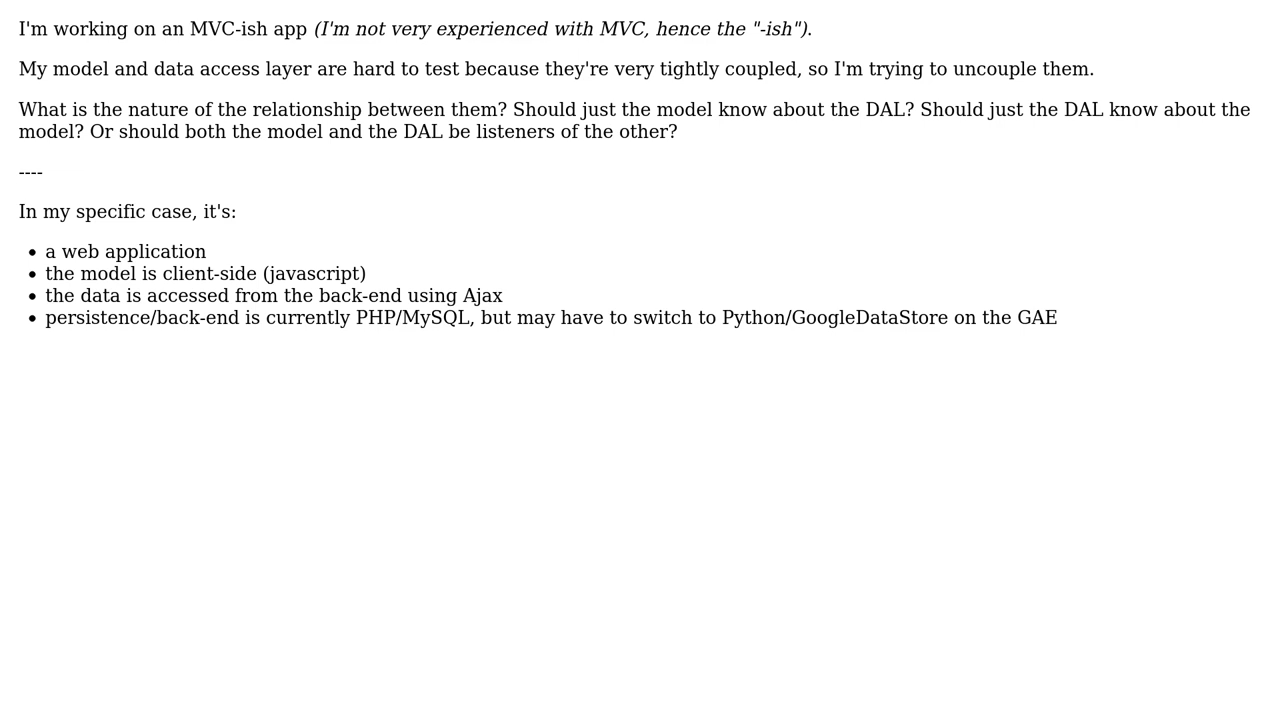 I'm working on an MVC-ish app (I'm not very experienced with MVC, hence the "-ish").
My model and data access layer are hard to test because they're very tightly coupled, so I'm trying to uncouple them.
What is the nature of the relationship between them? Should just the model know about the DAL? Should just the DAL know about the
model? Or should both the model and the DAL be listeners of the other?
----
In my specific case, it's:
• a web application
• the model is client-side (javascript)
• the data is accessed from the back-end using Ajax
• persistence/back-end is currently PHP/MySQL, but may have to switch to Python/GoogleDataStore on the GAE